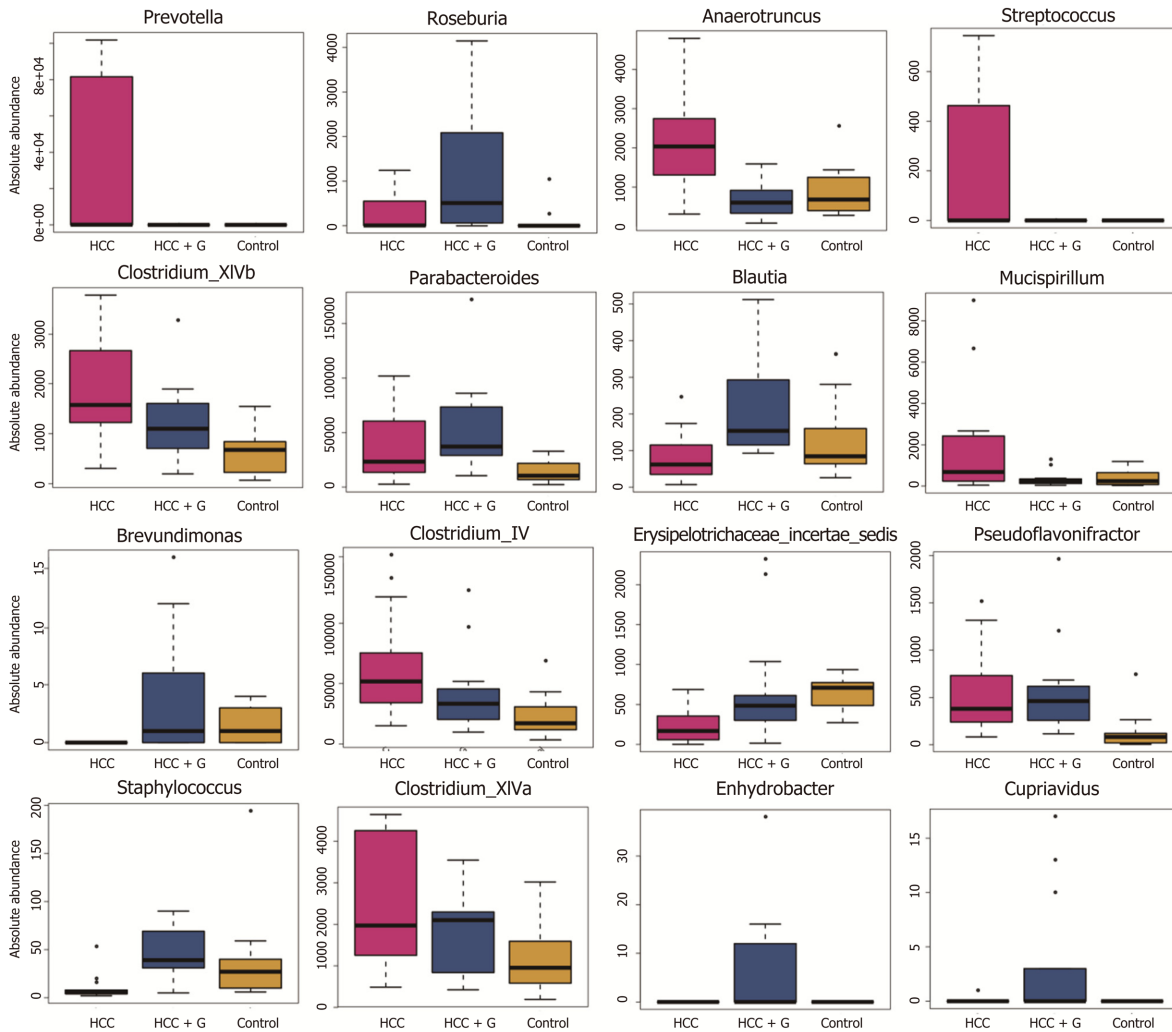 Prevotella
Roseburia
Anaerotruncus
Streptococcus
Absolute abundance
8e+04
4e+04
0e+00
HCC HCC + G Control
4000
3000
2000
1000
0
HCC HCC + G Control
4000
3000
2000
1000
0
HCC HCC + G Control
600
400
200
0
HCC HCC + G Control
Clostridium_XlVb
Parabacteroides
Blautia
Mucispirillum
Absolute abundance
3000
2000
1000
0
HCC HCC + G Control
150000
100000
50000
0
HCC HCC + G Control
500
400
300
200
100
0
HCC HCC + G Control
8000
6000
4000
2000
0
HCC HCC + G Control
Brevundimonas
Clostridium_IV
Erysipelotrichaceae_incertae_sedis
Pseudoflavonifractor
Absolute abundance
15
10
5
0
HCC HCC + G Control
150000
100000
50000
0
HCC HCC + G Control
2000
1500
1000
500
0
HCC HCC + G Control
2000
1500
1000
500
0
HCC HCC + G Control
Staphylococcus
Clostridium_XlVa
Enhydrobacter
Cupriavidus
Absolute abundance
200
150
100
50
0
HCC HCC + G Control
4000
3000
2000
1000
0
HCC HCC + G Control
30
20
10
0
HCC HCC + G Control
15
10
5
0
HCC HCC + G Control